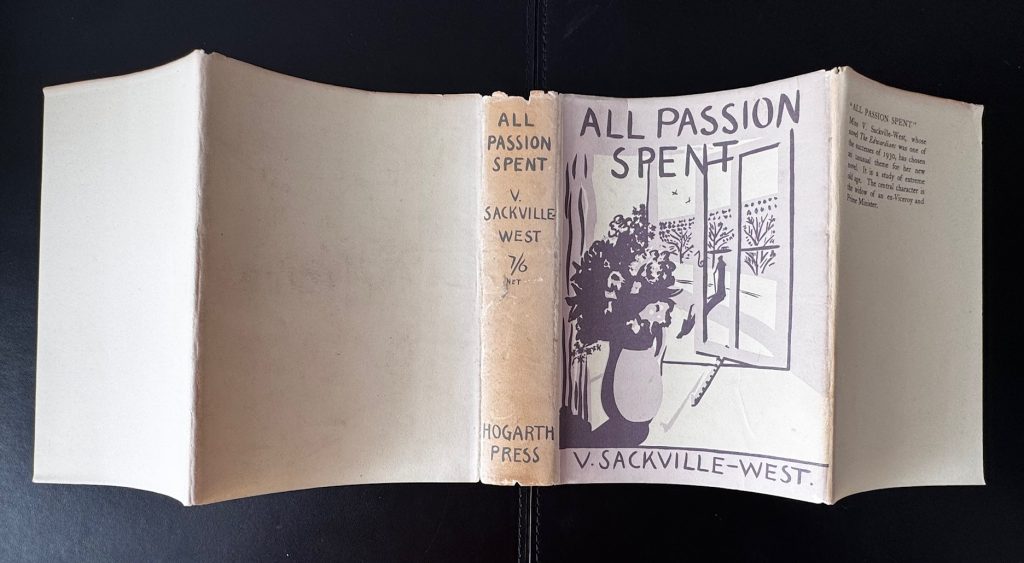 ALL
PASSION
SPENT
V.
SACKVILLE-
WEST
7/6
NET
HOGARTH
PRESS
ALL PASSION
SPENT
V. SACKVILLE-WEST.
"ALL PASSION SPENT."
Miss V. Sackville-West, whose
novel The Edwardians was one of
the successes of 1930, has chosen
an unusual theme for her new
novel. It is a study of extreme
old age. The central character is
the widow of an ex-Viceroy and
Prime Minister.